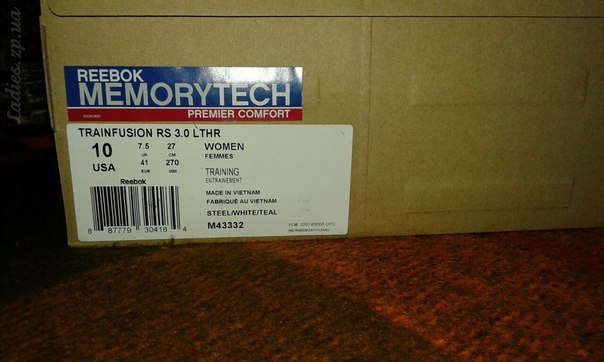 Ladies.zp.ua
REEBOK
MEMORYTECH
PREMIER COMFORT
TRAINFUSION RS 3.0 LTHR
10 7.5 27 WOMEN
UK CM FEMMES
USA 41 270 TRAINING
EUR MM ENTRAINEMENT
Reebok
MADE IN VIETNAM
FABRIQUÉ AU VIETNAM
STEEL/WHITE/TEAL
M43332
8 87779 30418 4